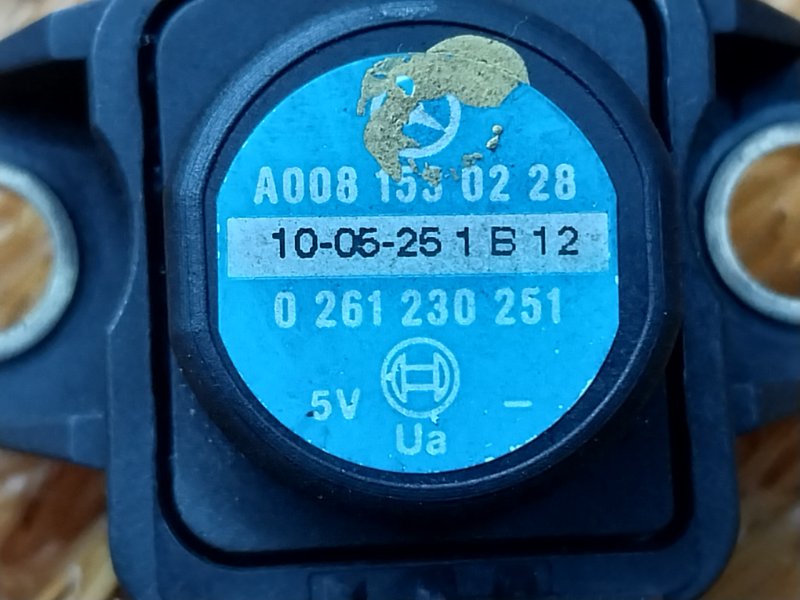 A008 153 02 28
10-05-25 1 B 12
0 261 230 251
5V –
Ua